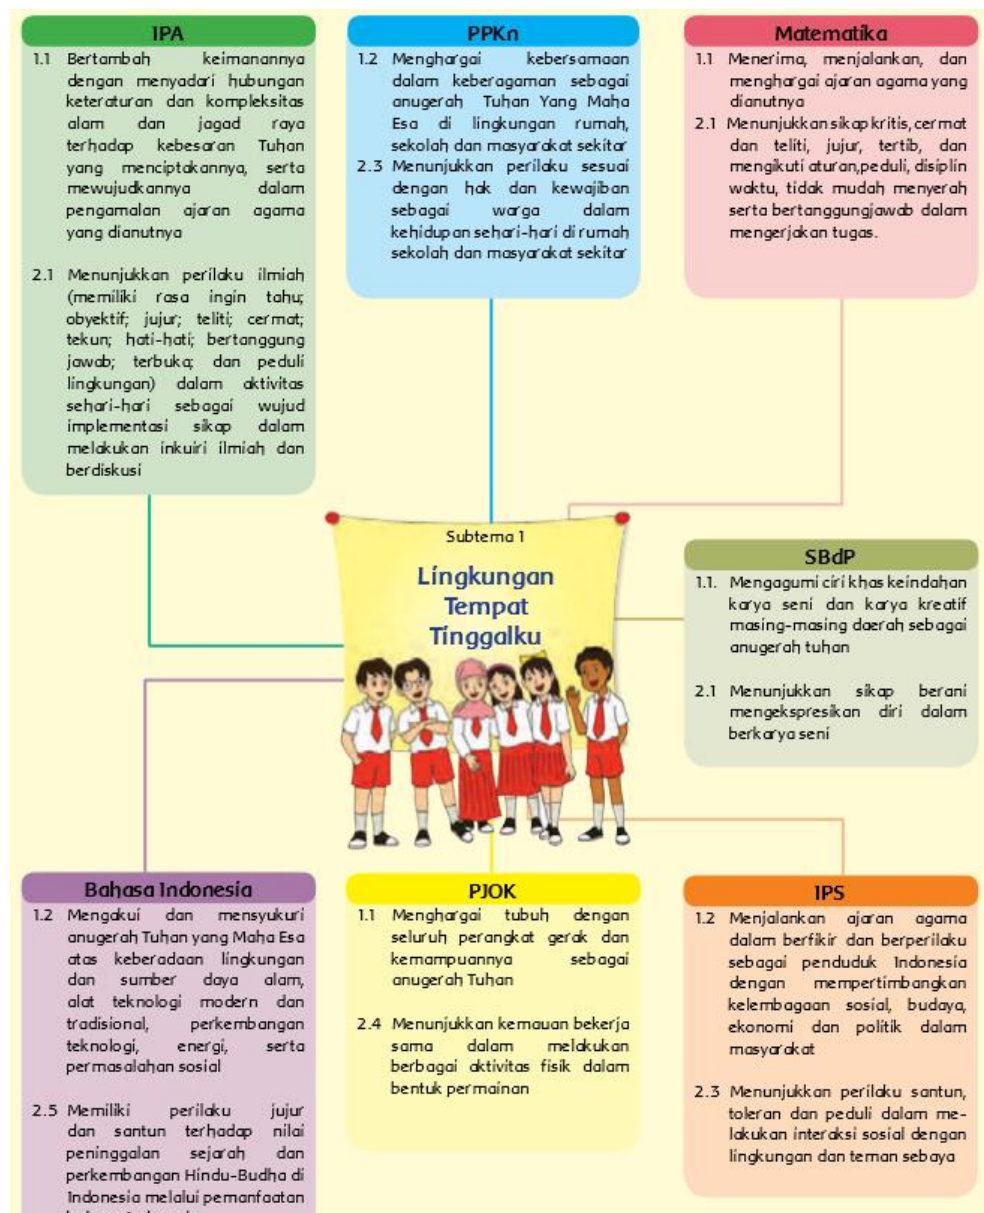 IPA
1.1 Bertambah keimanannya
dengan menyadari hubungan
keteraturan dan kompleksitas
alam dan jagad raya
terhadap kebesaran Tuhan
yang menciptakannya, serta
mewujudkannya dalam
pengamalan ajaran agama
yang dianutnya
2.1 Menunjukkan perilaku ilmiah
(memiliki rasa ingin tahu;
obyektif; jujur; teliti; cermat;
tekun; hati-hati; bertanggung
jawab; terbuka; dan peduli
lingkungan) dalam aktivitas
sehari-hari sebagai wujud
implementasi sikap dalam
melakukan inkuiri ilmiah dan
berdiskusi
PPKn
1.2 Menghargai kebersamaan
dalam keberagaman sebagai
anugerah Tuhan Yang Maha
Esa di lingkungan rumah,
sekolah dan masyarakat sekitar
2.3 Menunjukkan perilaku sesuai
dengan hak dan kewajiban
sebagai warga dalam
kehidupan sehari-hari di rumah
sekolah dan masyarakat sekitar
Matematika
1.1 Menerima, menjalankan, dan
menghargai ajaran agama yang
dianutnya
2.1 Menunjukkan sikap kritis, cermat
dan teliti, jujur, tertib, dan
mengikuti aturan,peduli, disiplin
waktu, tidak mudah menyerah
serta bertanggungjawab dalam
mengerjakan tugas.
Subtema 1
Lingkungan
Tempat
Tinggalku
SBdP
1.1. Mengagumi ciri khas keindahan
karya seni dan karya kreatif
masing-masing daerah sebagai
anugerah tuhan
2.1 Menunjukkan sikap berani
mengekspresikan diri dalam
berkarya seni
Bahasa Indonesia
1.2 Mengakui dan mensyukuri
anugerah Tuhan yang Maha Esa
atas keberadaan lingkungan
dan sumber daya alam,
alat teknologi modern dan
tradisional, perkembangan
teknologi, energi, serta
permasalahan sosial
2.5 Memiliki perilaku jujur
dan santun terhadap nilai
peninggalan sejarah dan
perkembangan Hindu-Budha di
Indonesia melalui pemanfaatan
PJOK
1.1 Menghargai tubuh dengan
seluruh perangkat gerak dan
kemampuannya sebagai
anugerah Tuhan
2.4 Menunjukkan kemauan bekerja
sama dalam melakukan
berbagai aktivitas fisik dalam
bentuk permainan
IPS
1.2 Menjalankan ajaran agama
dalam berfikir dan berperilaku
sebagai penduduk Indonesia
dengan mempertimbangkan
kelembagaan sosial, budaya,
ekonomi dan politik dalam
masyarakat
2.3 Menunjukkan perilaku santun,
toleran dan peduli dalam me-
lakukan interaksi sosial dengan
lingkungan dan teman sebaya